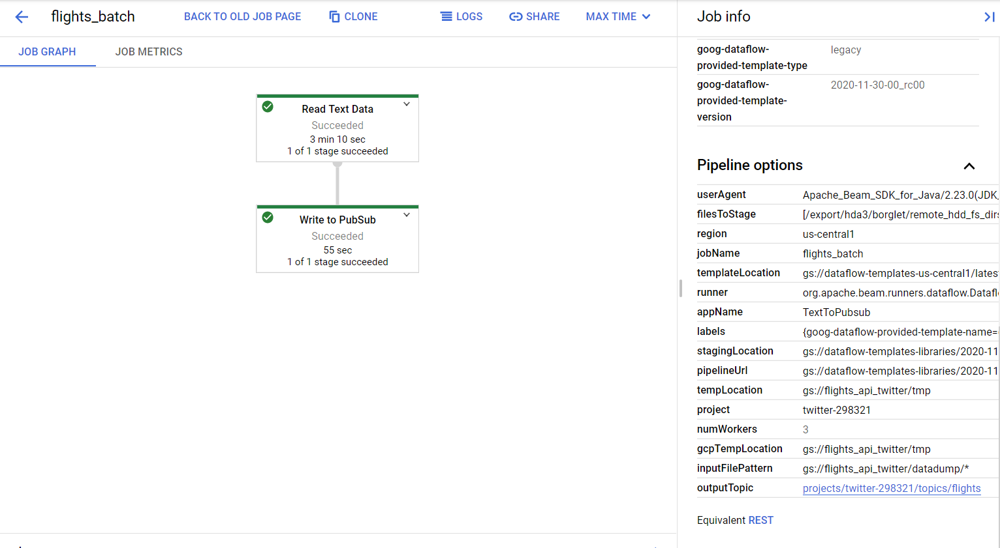 flights_batch
BACK TO OLD JOB PAGE
CLONE
LOGS
SHARE
MAX TIME
JOB GRAPH
JOB METRICS
Read Text Data
Succeeded
3 min 10 sec
1 of 1 stage succeeded
Write to PubSub
Succeeded
55 sec
1 of 1 stage succeeded
Job info
goog-dataflow-
provided-template-type
legacy
goog-dataflow-
provided-template-
version
2020-11-30-00_rc00
Pipeline options
userAgent Apache_Beam_SDK_for_Java/2.23.0(JDK_
filesToStage [/export/hda3/borglet/remote_hdd_fs_dirs
region us-central1
jobName flights_batch
templateLocation gs://dataflow-templates-us-central1/lates
runner org.apache.beam.runners.dataflow.Datafl
appName TextToPubsub
labels {goog-dataflow-provided-template-name=
stagingLocation gs://dataflow-templates-libraries/2020-11
pipelineUrl gs://dataflow-templates-libraries/2020-11
tempLocation gs://flights_api_twitter/tmp
project twitter-298321
numWorkers 3
gcpTempLocation gs://flights_api_twitter/tmp
inputFilePattern gs://flights_api_twitter/datadump/*
outputTopic projects/twitter-298321/topics/flights
Equivalent REST